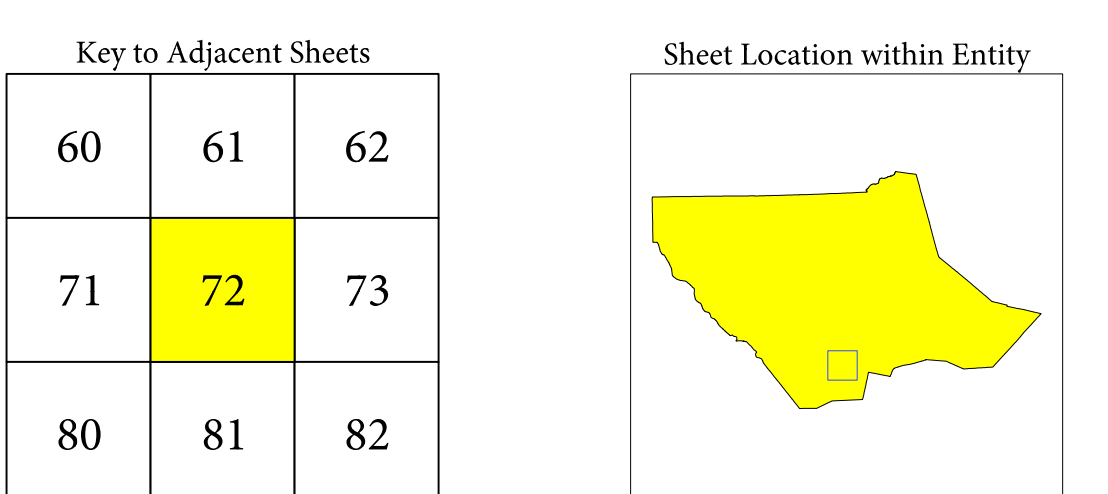 Key to Adjacent Sheets
60 61 62
71 72 73
80 81 82
Sheet Location within Entity